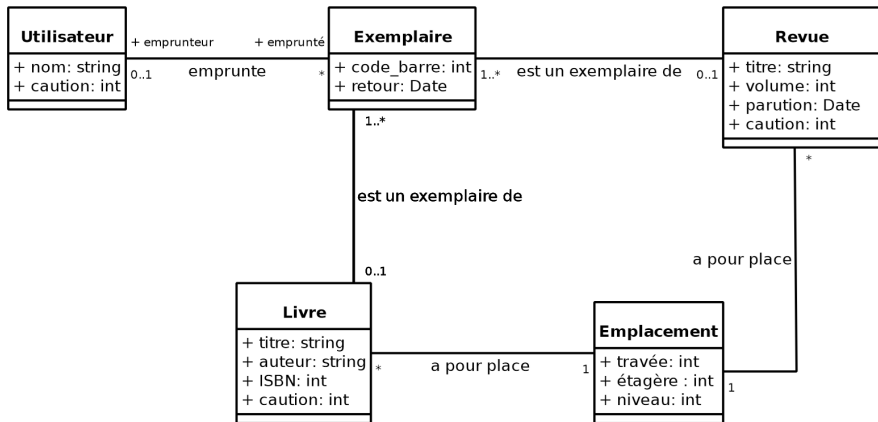 Utilisateur
+ nom: string
+ caution: int
+ emprunteur
0..1
emprunte
+ emprunté
*
Exemplaire
+ code_barre: int
+ retour: Date
1..*
est un exemplaire de
0..1
Revue
+ titre: string
+ volume: int
+ parution: Date
+ caution: int
1..*
est un exemplaire de
0..1
*
a pour place
Livre
+ titre: string
+ auteur: string
+ ISBN: int
+ caution: int
*
a pour place
1
Emplacement
+ travée: int
+ étagère : int
+ niveau: int
1